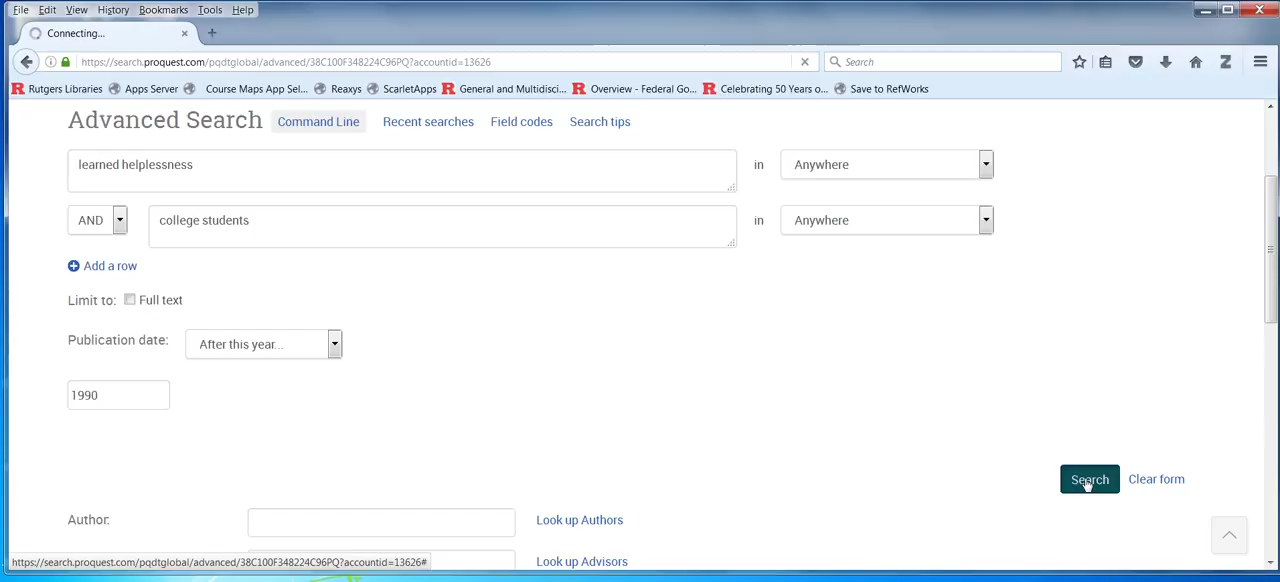 File Edit View History Bookmarks Tools Help
Connecting...
https://search.proquest.com/pqdtglobal/advanced/38C100F348224C96PQ?accountid=13626
Search
Rutgers Libraries Apps Server Course Maps App Sel... Reaxys ScarletApps General and Multidisci... Overview - Federal Go... Celebrating 50 Years o... Save to RefWorks
Advanced Search Command Line Recent searches Field codes Search tips
learned helplessness in Anywhere
AND college students in Anywhere
Add a row
Limit to: Full text
Publication date: After this year...
1990
Search Clear form
Author: Look up Authors
https://search.proquest.com/pqdtglobal/advanced/38C100F348224C96PQ?accountid=13626# Look up Advisors